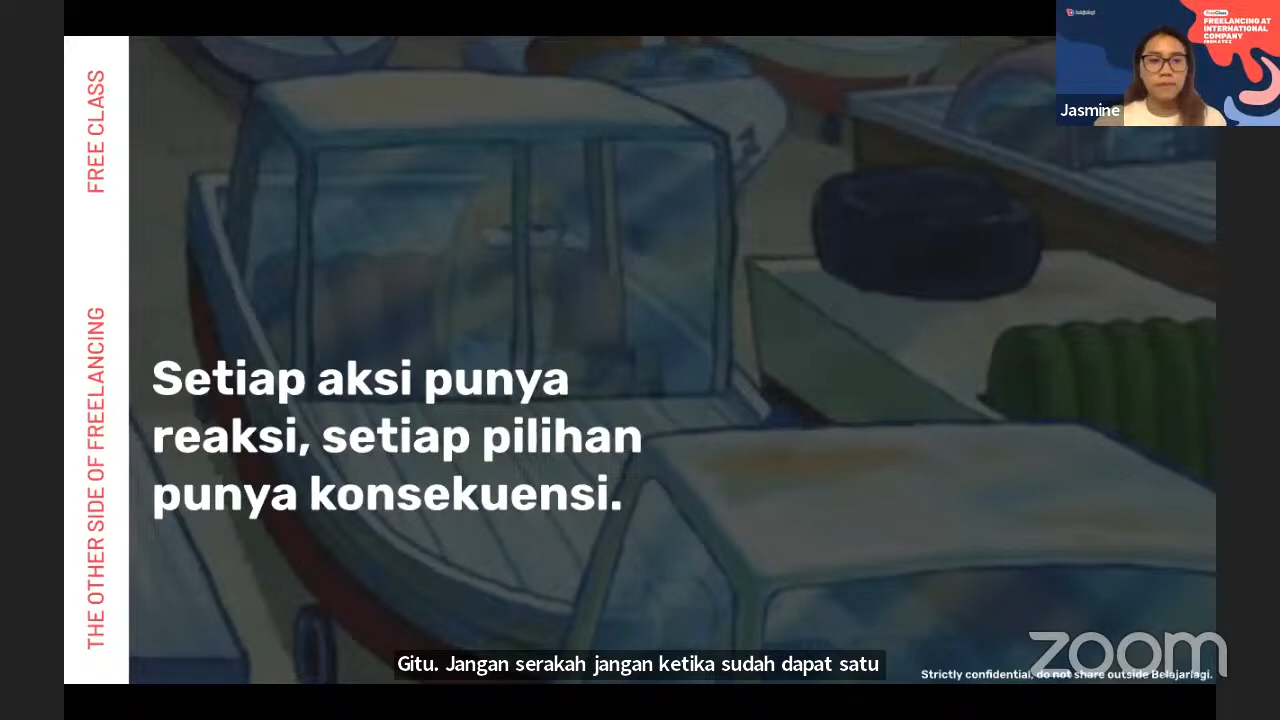 FREE CLASS
THE OTHER SIDE OF FREELANCING
Setiap aksi punya
reaksi, setiap pilihan
punya konsekuensi.
Gitu. Jangan serakah jangan ketika sudah dapat satu
Strictly confidential, do not share outside Belajarlagi.
zoom
Jasmine
FREELANCING AT
INTERNATIONAL
COMPANY